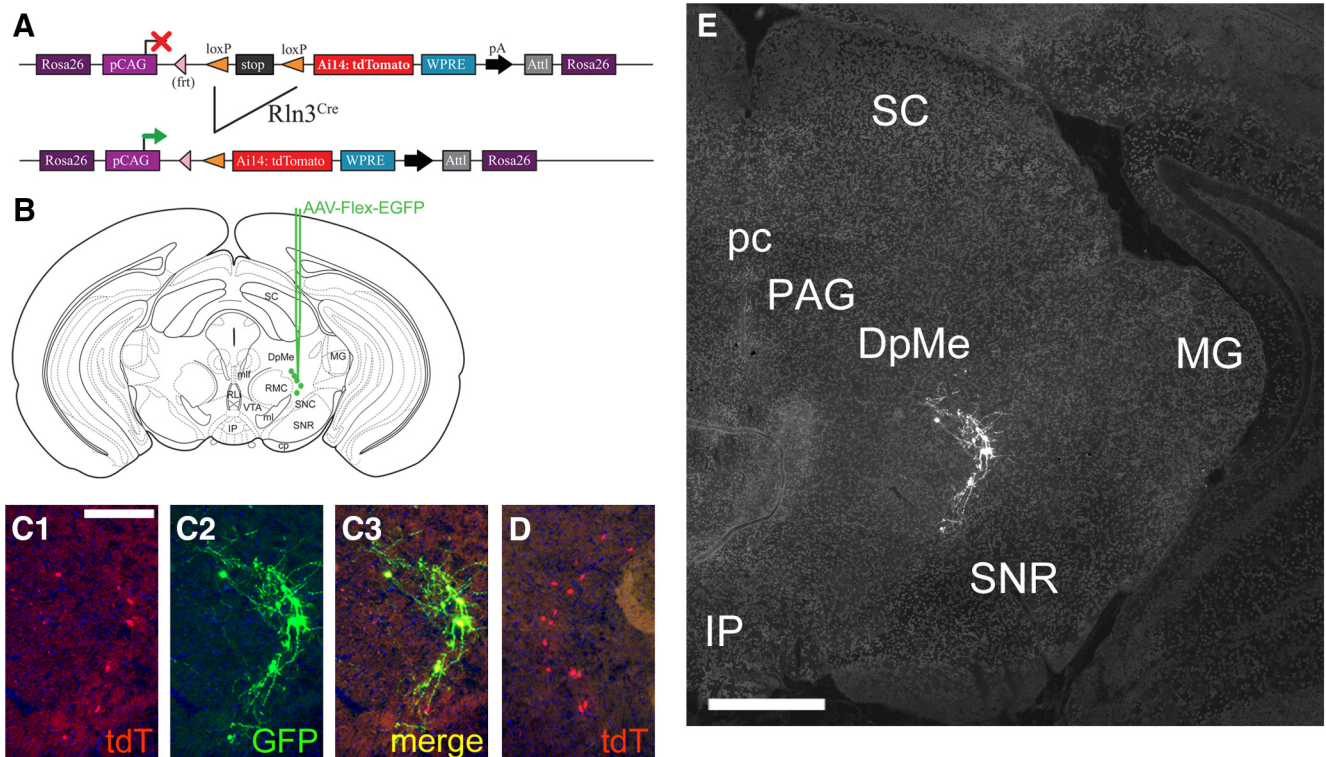 A
loxP
loxP
pA
Rosa26
pCAG
stop
Ai14: tdTomato
WPRE
Attl
Rosa26
(frt)
Rln3Cre
Rosa26
pCAG
Ai14: tdTomato
WPRE
Attl
Rosa26
B
AAV-Flex-EGFP
SC
DpMe
MG
mlf
RMC
RLi
VTA
SNC
ml
SNR
IP
cp
C1
tdT
C2
GFP
C3
merge
D
tdT
E
SC
pc
PAG
DpMe
MG
SNR
IP